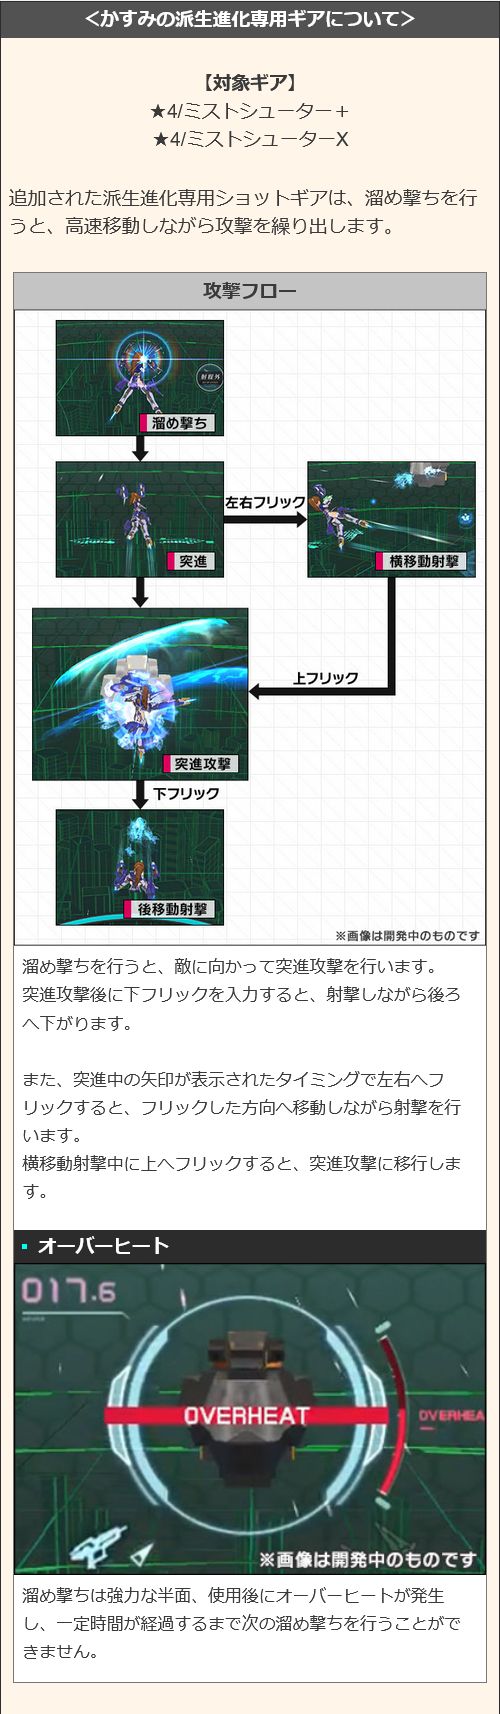 ＜かすみの派生進化専用ギアについて＞
【対象ギア】
★4/ミストシューター＋
★4/ミストシューターX
追加された派生進化専用ショットギアは、溜め撃ちを行
うと、高速移動しながら攻撃を繰り出します。
攻撃フロー
射程外
溜め撃ち
左右フリック
突進
横移動射撃
上フリック
突進攻撃
下フリック
後移動射撃
※画像は開発中のものです
溜め撃ちを行うと、敵に向かって突進攻撃を行います。
突進攻撃後に下フリックを入力すると、射撃しながら後ろ
へ下がります。
また、突進中の矢印が表示されたタイミングで左右へフ
リックすると、フリックした方向へ移動しながら射撃を行
います。
横移動射撃中に上へフリックすると、突進攻撃に移行しま
す。
オーバーヒート
017.6
OVERHEAT
OVERHEA
※画像は開発中のものです
溜め撃ちは強力な半面、使用後にオーバーヒートが発生
し、一定時間が経過するまで次の溜め撃ちを行うことがで
きません。